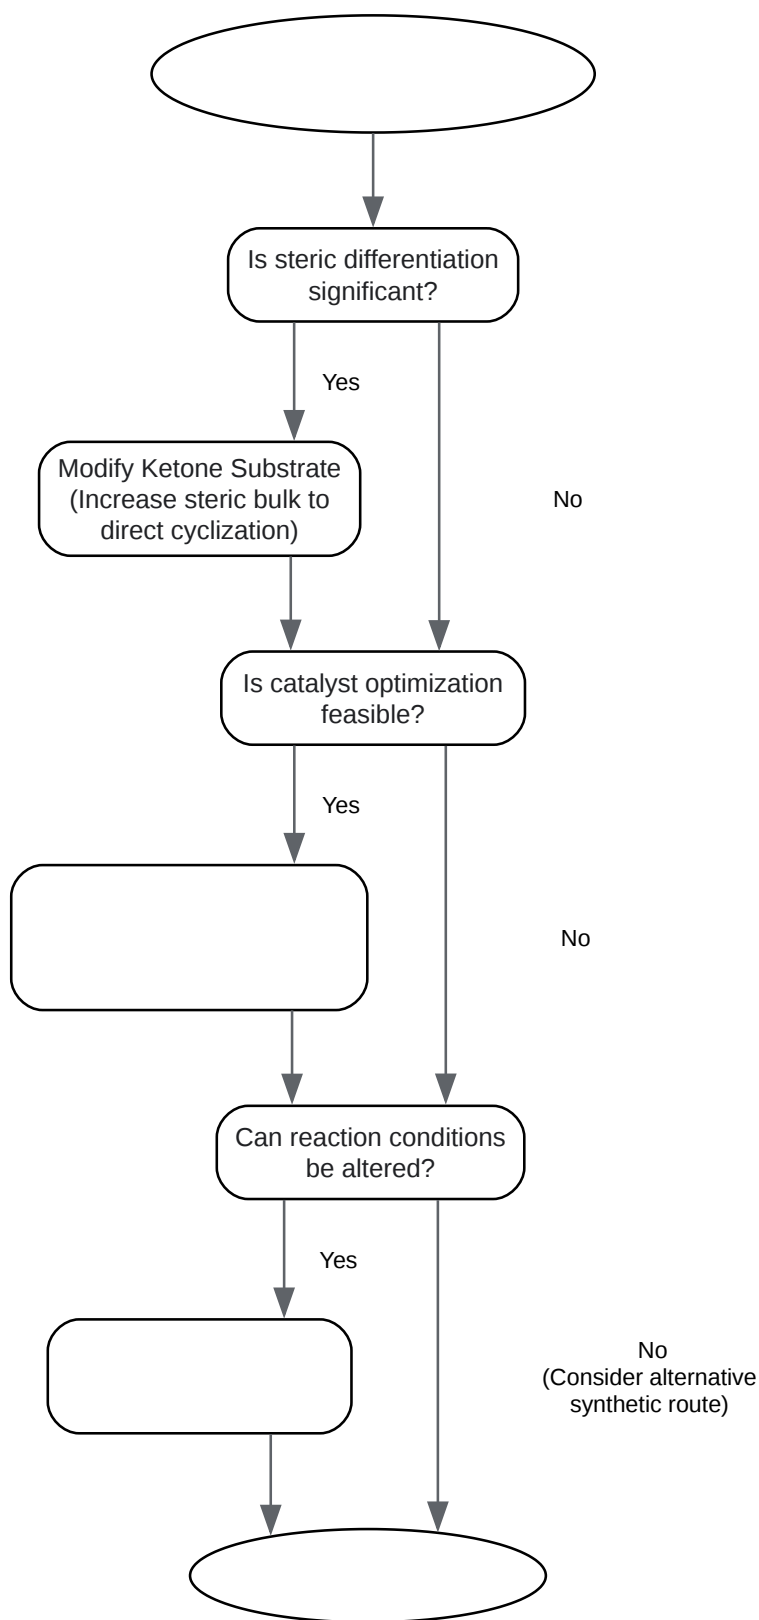 Is steric differentiation
significant?
Yes
Modify Ketone Substrate
(Increase steric bulk to
direct cyclization)
No
Is catalyst optimization
feasible?
Yes
No
Can reaction conditions
be altered?
Yes
No
(Consider alternative
synthetic route)